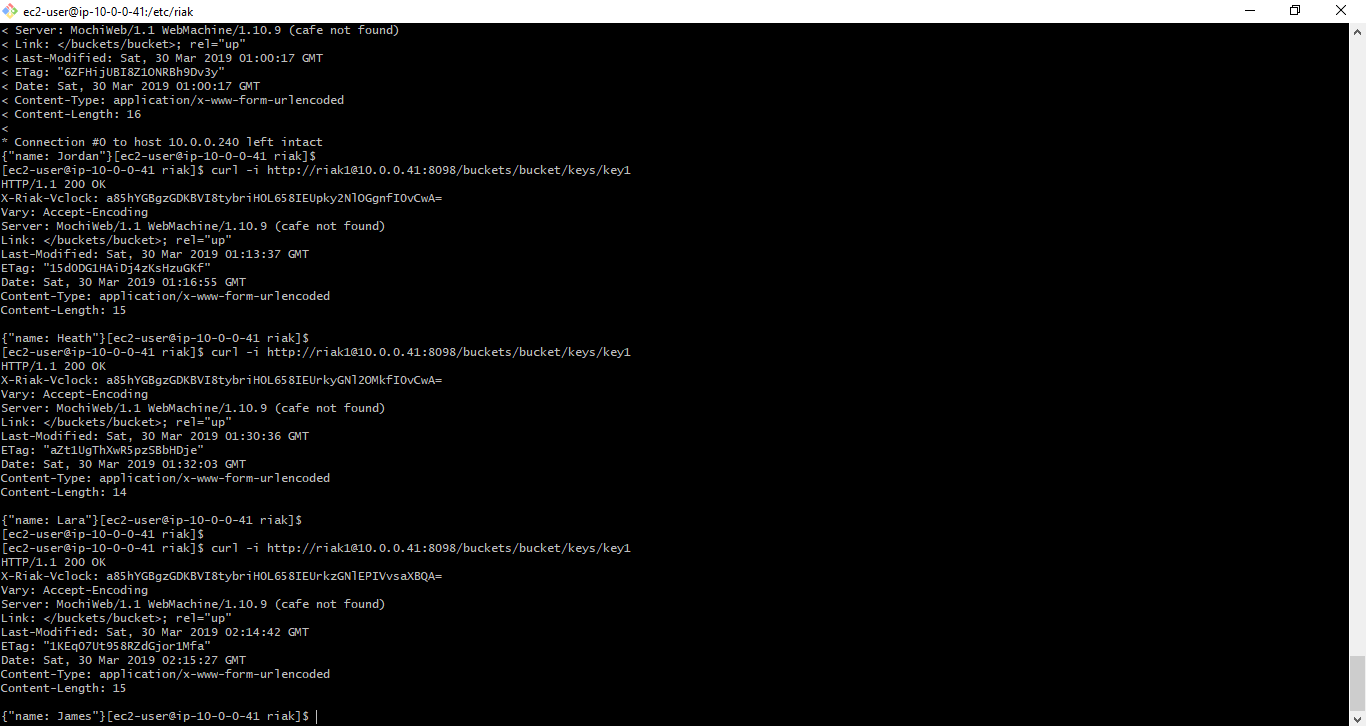 ec2-user@ip-10-0-0-41:/etc/riak
< Server: MochiWeb/1.1 WebMachine/1.10.9 (cafe not found)
< Link: </buckets/bucket>; rel="up"
< Last-Modified: Sat, 30 Mar 2019 01:00:17 GMT
< ETag: "6ZFHijUBI8Z1ONRBh9Dv3y"
< Date: Sat, 30 Mar 2019 01:00:17 GMT
< Content-Type: application/x-www-form-urlencoded
< Content-Length: 16
<
* Connection #0 to host 10.0.0.240 left intact
{"name: Jordan"}[ec2-user@ip-10-0-0-41 riak]$
[ec2-user@ip-10-0-0-41 riak]$ curl -i http://riak1@10.0.0.41:8098/buckets/bucket/keys/key1
HTTP/1.1 200 OK
X-Riak-Vclock: a85hYGBgzGDKBVI8tybriHOL658IEUpky2NlOGgnfIOvCwA=
Vary: Accept-Encoding
Server: MochiWeb/1.1 WebMachine/1.10.9 (cafe not found)
Link: </buckets/bucket>; rel="up"
Last-Modified: Sat, 30 Mar 2019 01:13:37 GMT
ETag: "15dODG1HAiDj4zKsHzuGKf"
Date: Sat, 30 Mar 2019 01:16:55 GMT
Content-Type: application/x-www-form-urlencoded
Content-Length: 15
{"name: Heath"}[ec2-user@ip-10-0-0-41 riak]$
[ec2-user@ip-10-0-0-41 riak]$ curl -i http://riak1@10.0.0.41:8098/buckets/bucket/keys/key1
HTTP/1.1 200 OK
X-Riak-Vclock: a85hYGBgzGDKBVI8tybriHOL658IEUrkyGNl2OMkfIOvCwA=
Vary: Accept-Encoding
Server: MochiWeb/1.1 WebMachine/1.10.9 (cafe not found)
Link: </buckets/bucket>; rel="up"
Last-Modified: Sat, 30 Mar 2019 01:30:36 GMT
ETag: "aZt1UgThXwR5pzSBbHDje"
Date: Sat, 30 Mar 2019 01:32:03 GMT
Content-Type: application/x-www-form-urlencoded
Content-Length: 14
{"name: Lara"}[ec2-user@ip-10-0-0-41 riak]$
[ec2-user@ip-10-0-0-41 riak]$
[ec2-user@ip-10-0-0-41 riak]$ curl -i http://riak1@10.0.0.41:8098/buckets/bucket/keys/key1
HTTP/1.1 200 OK
X-Riak-Vclock: a85hYGBgzGDKBVI8tybriHOL658IEUrkzGNlEPIVvsaXBQA=
Vary: Accept-Encoding
Server: MochiWeb/1.1 WebMachine/1.10.9 (cafe not found)
Link: </buckets/bucket>; rel="up"
Last-Modified: Sat, 30 Mar 2019 02:14:42 GMT
ETag: "1KEqO7Ut958RZdGjor1Mfa"
Date: Sat, 30 Mar 2019 02:15:27 GMT
Content-Type: application/x-www-form-urlencoded
Content-Length: 15
{"name: James"}[ec2-user@ip-10-0-0-41 riak]$